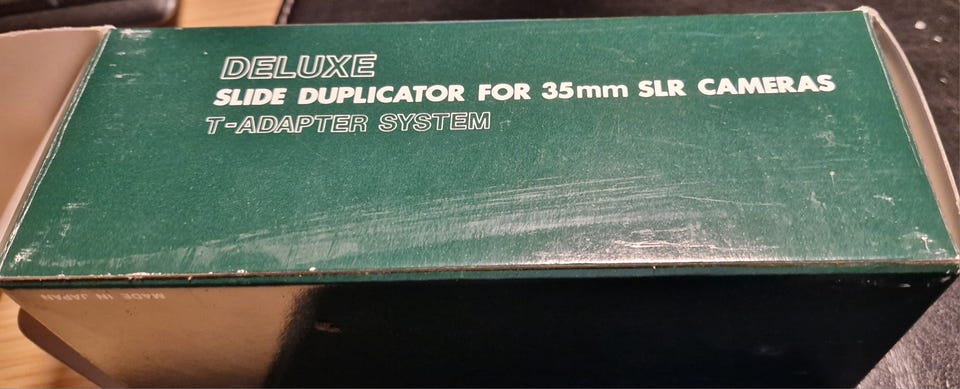 DELUXE
SLIDE DUPLICATOR FOR 35mm SLR CAMERAS
T-ADAPTER SYSTEM
MADE IN JAPAN